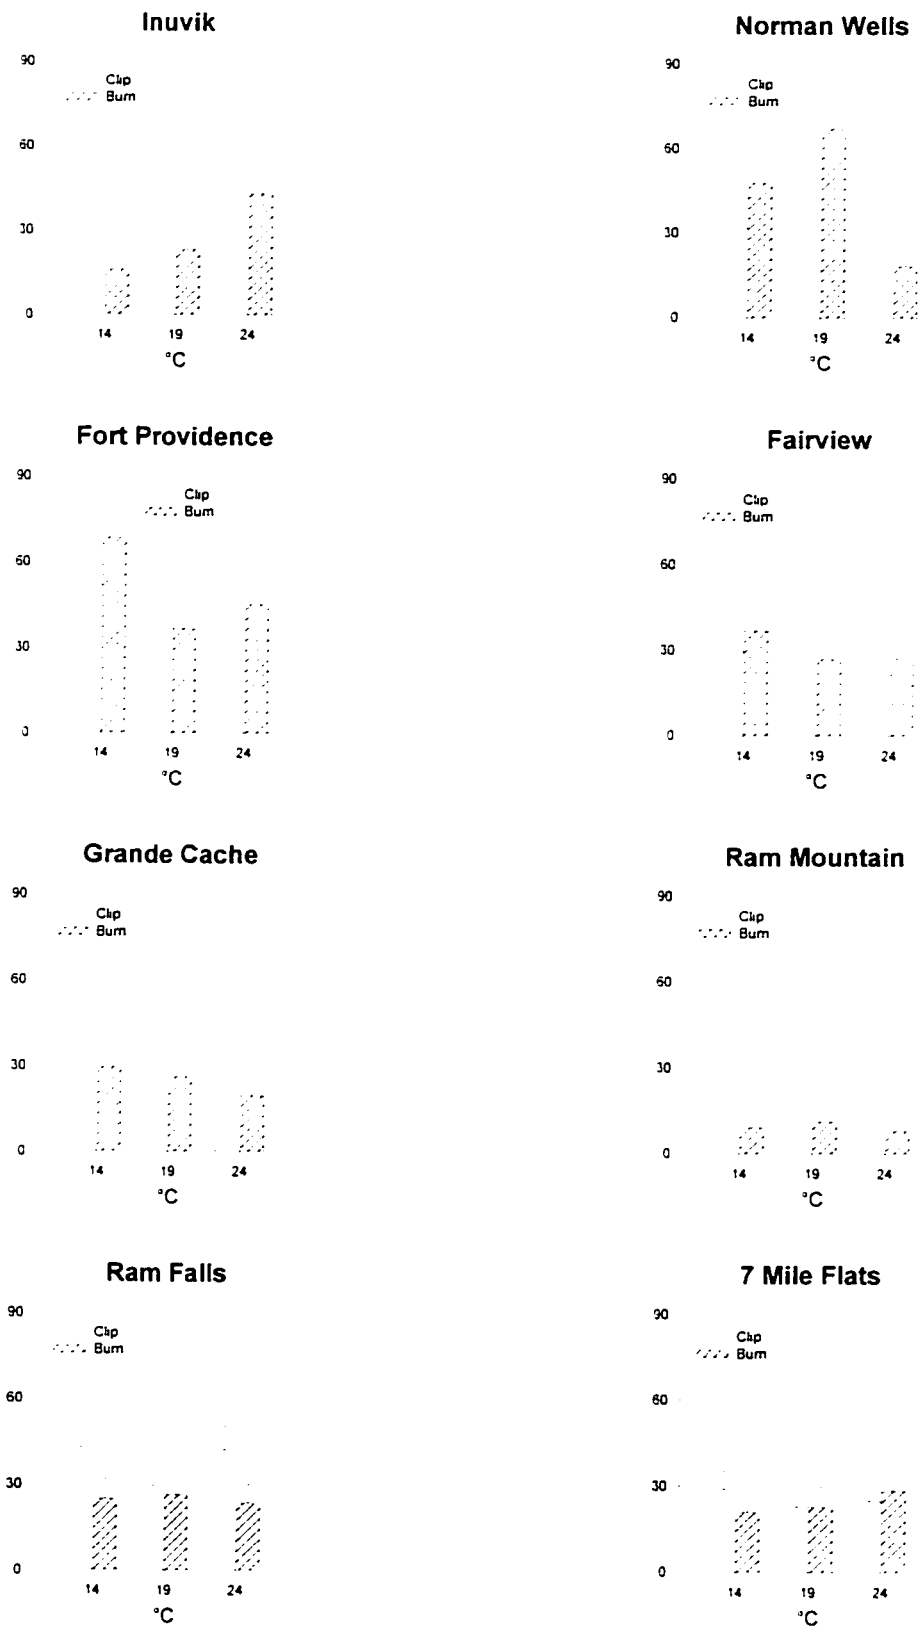 Inuvik
90
Clip
Burn
60
30
0
14 19 24
°C
Norman Wells
90
Clip
Burn
60
30
0
14 19 24
°C
Fort Providence
90
Clip
Burn
60
30
0
14 19 24
°C
Fairview
90
Clip
Burn
60
30
0
14 19 24
°C
Grande Cache
90
Clip
Burn
60
30
0
14 19 24
°C
Ram Mountain
90
Clip
Burn
60
30
0
14 19 24
°C
Ram Falls
90
Clip
Burn
60
30
0
14 19 24
°C
7 Mile Flats
90
Clip
Burn
60
30
0
14 19 24
°C